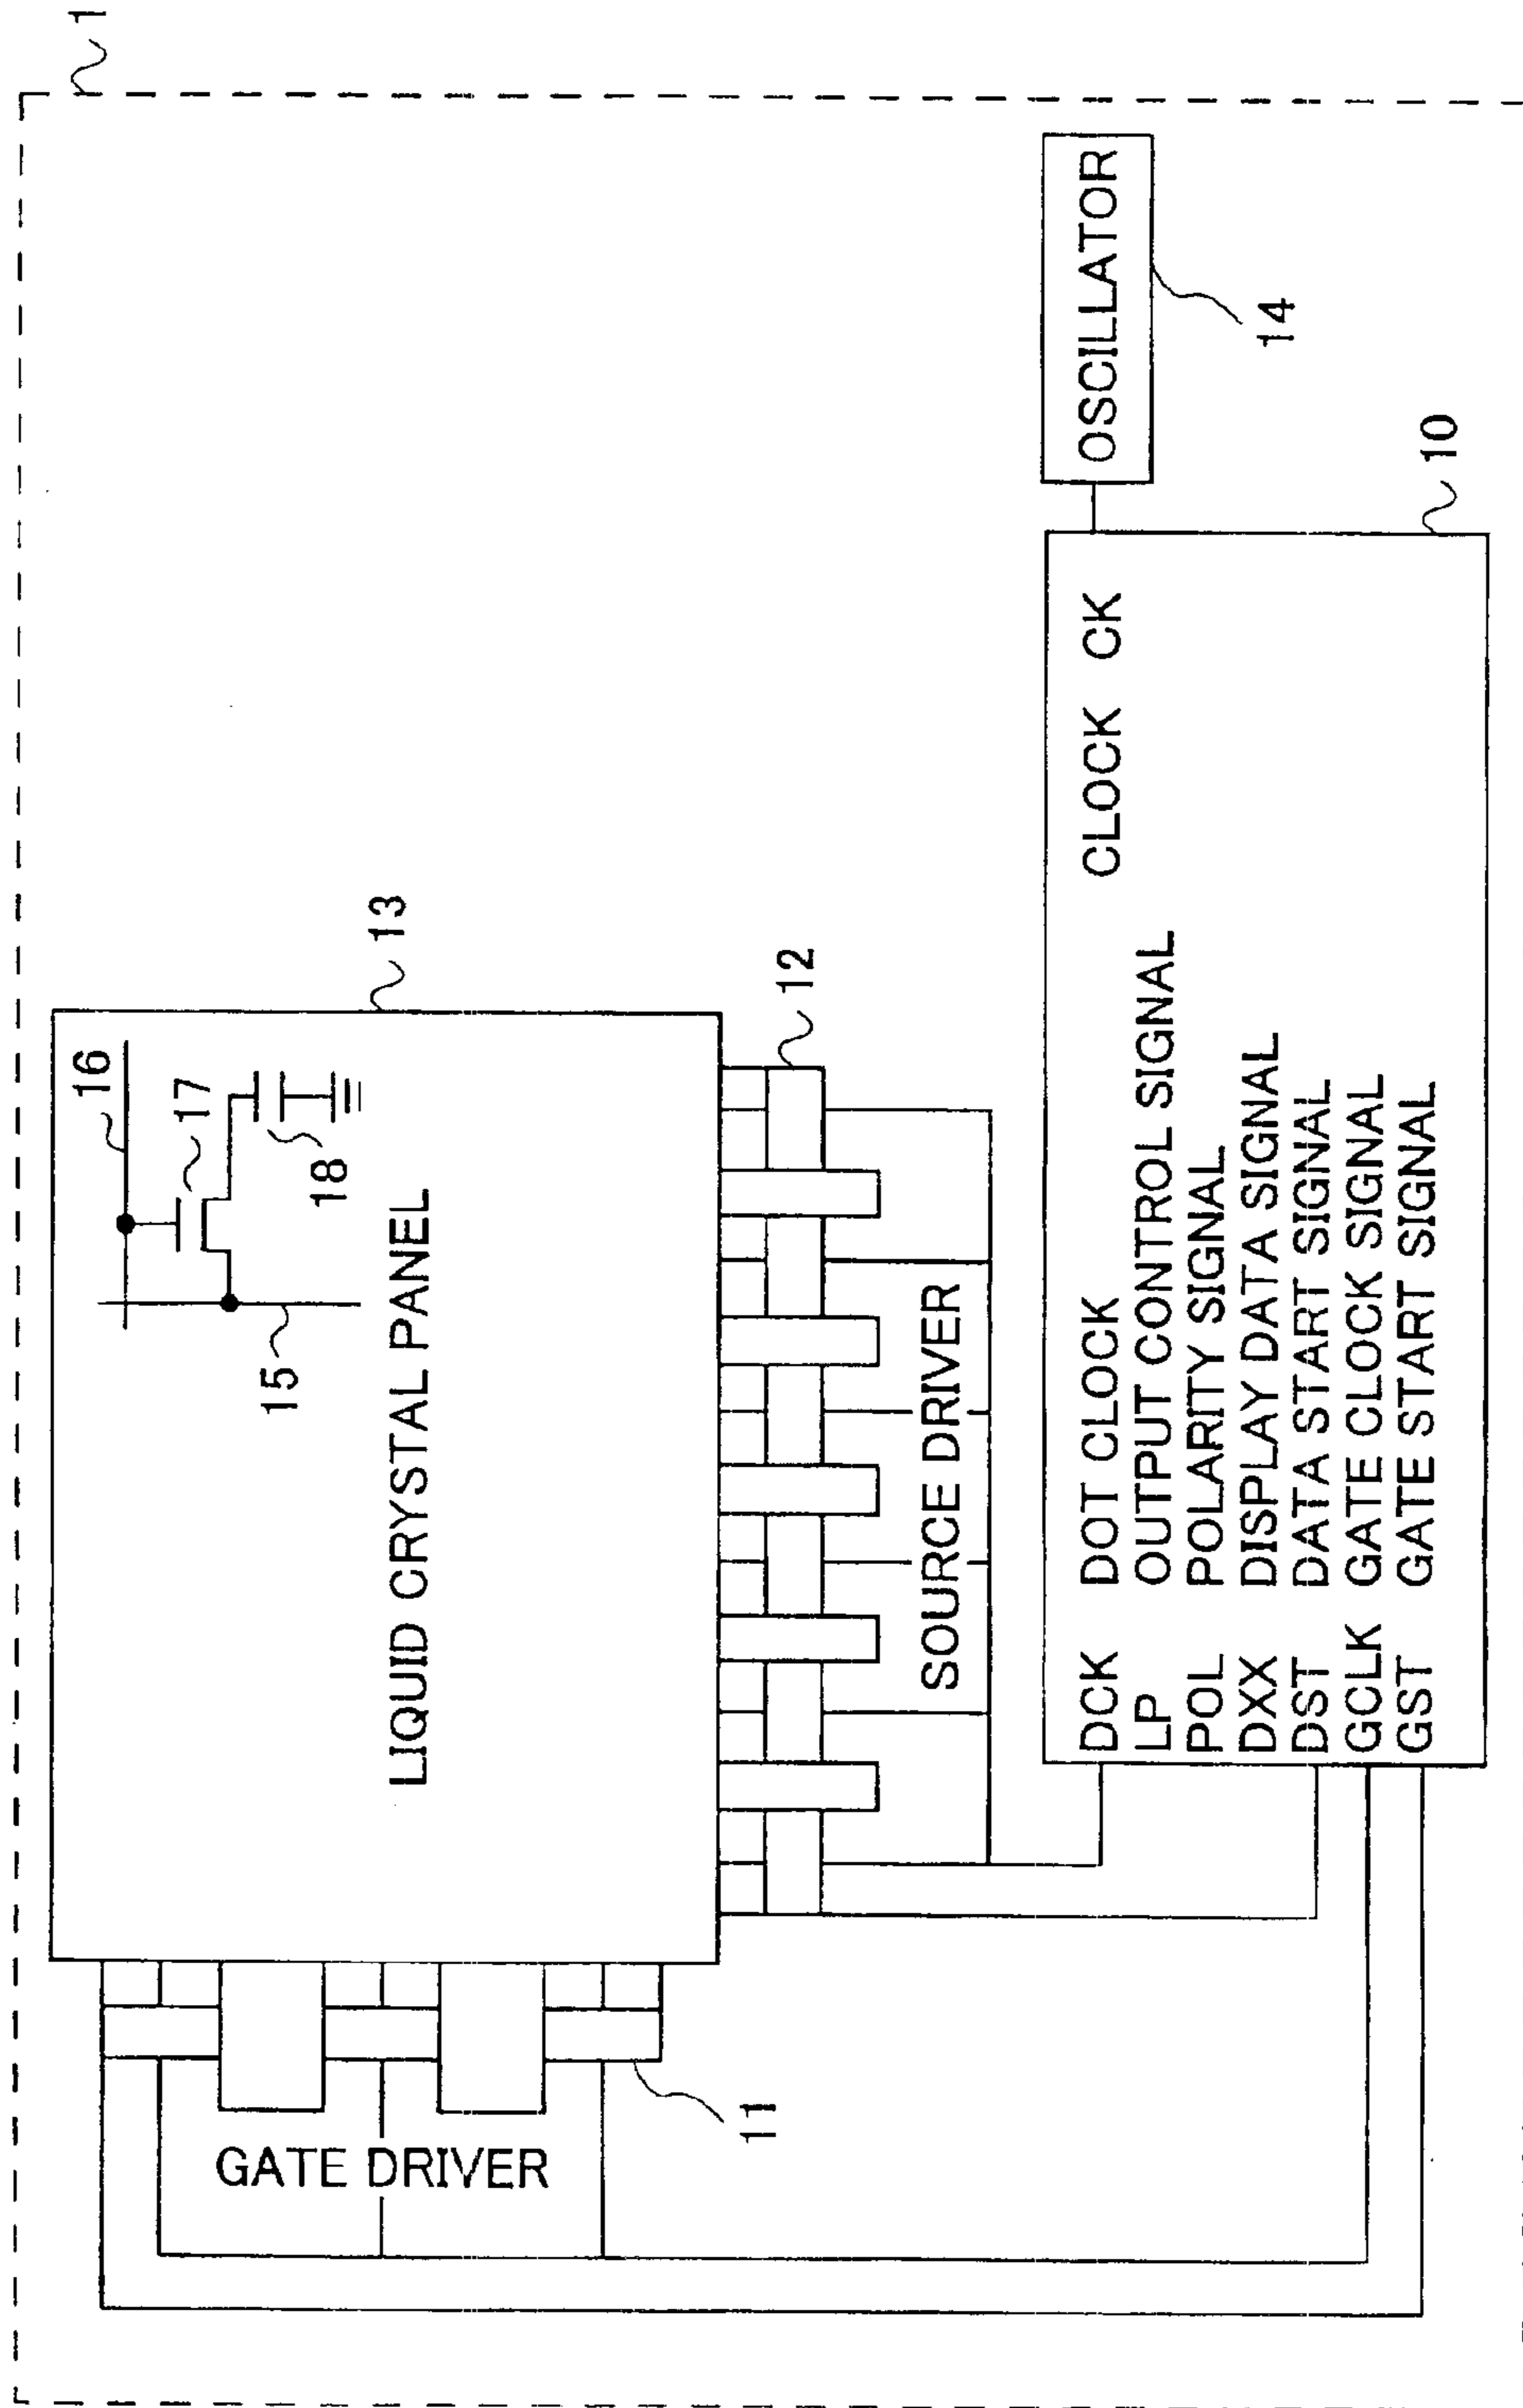 1
16
17
18
15
LIQUID CRYSTAL PANEL
13
12
SOURCE DRIVER
GATE DRIVER
11
OSCILLATOR
14
10
CLOCK CK
DCK DOT CLOCK
LP OUTPUT CONTROL SIGNAL
POL POLARITY SIGNAL
DXX DISPLAY DATA SIGNAL
DST DATA START SIGNAL
GCLK GATE CLOCK SIGNAL
GST GATE START SIGNAL